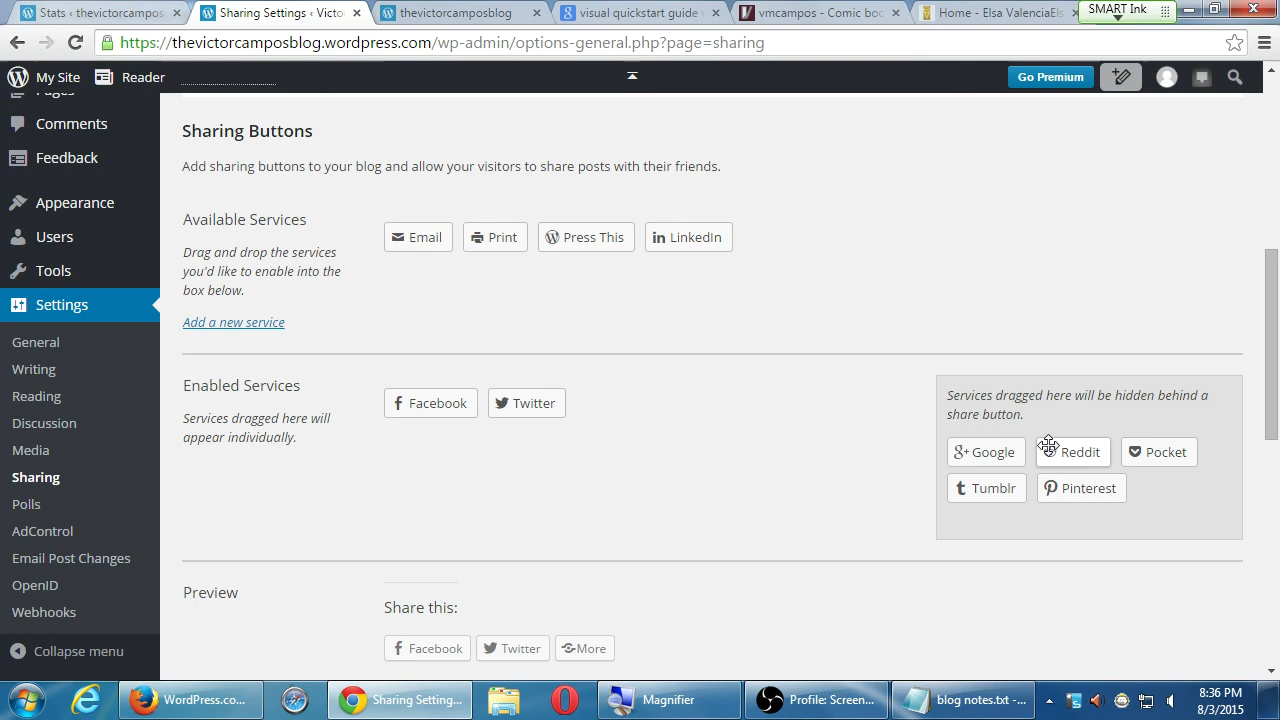 Stats ‹ thevictorcampos
Sharing Settings ‹ Victo
thevictorcamposblog
visual quickstart guide
vmcampos - Comic boo
Home - Elsa ValenciaEls
SMART Ink
https://thevictorcamposblog.wordpress.com/wp-admin/options-general.php?page=sharing
My Site
Reader
Go Premium
Pages
Comments
Feedback
Appearance
Users
Tools
Settings
General
Writing
Reading
Discussion
Media
Sharing
Polls
AdControl
Email Post Changes
OpenID
Webhooks
Collapse menu
Sharing Buttons
Add sharing buttons to your blog and allow your visitors to share posts with their friends.
Available Services
Drag and drop the services
you'd like to enable into the
box below.
Add a new service
Email
Print
Press This
LinkedIn
Enabled Services
Services dragged here will
appear individually.
Facebook
Twitter
Services dragged here will be hidden behind a
share button.
Google
Reddit
Pocket
Tumblr
Pinterest
Preview
Share this:
Facebook
Twitter
More
WordPress.co...
Sharing Setting...
Magnifier
Profile: Screen...
blog notes.txt -...
8:36 PM
8/3/2015